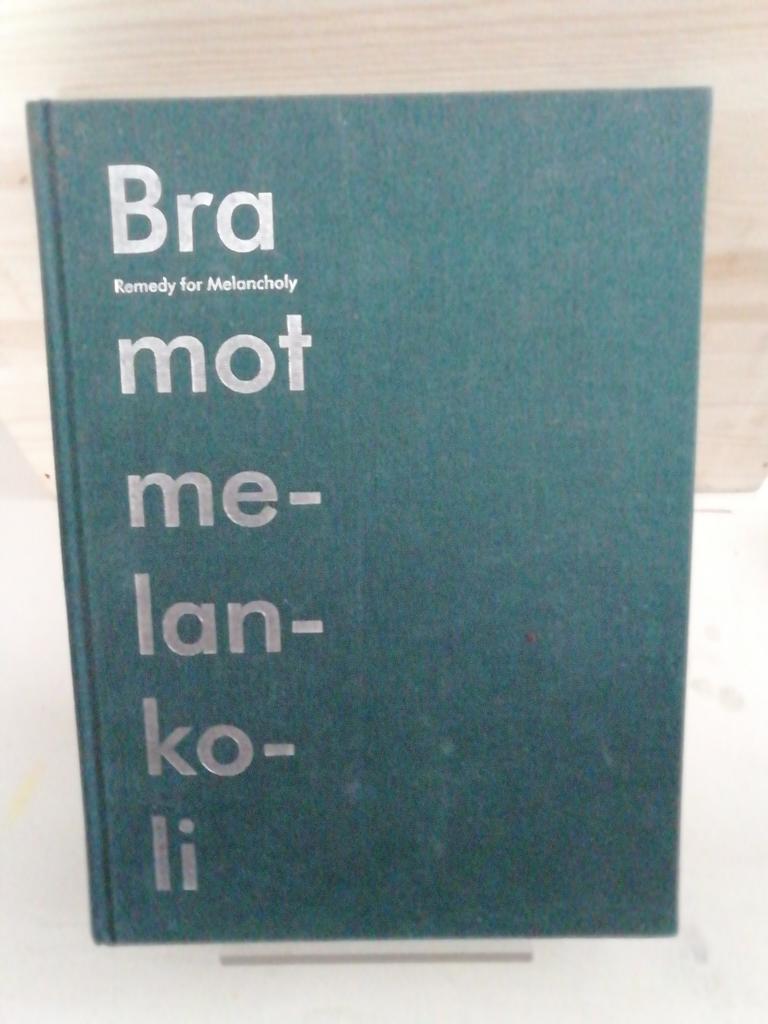 Bra
Remedy for Melancholy
mot
me-
lan-
ko-
li